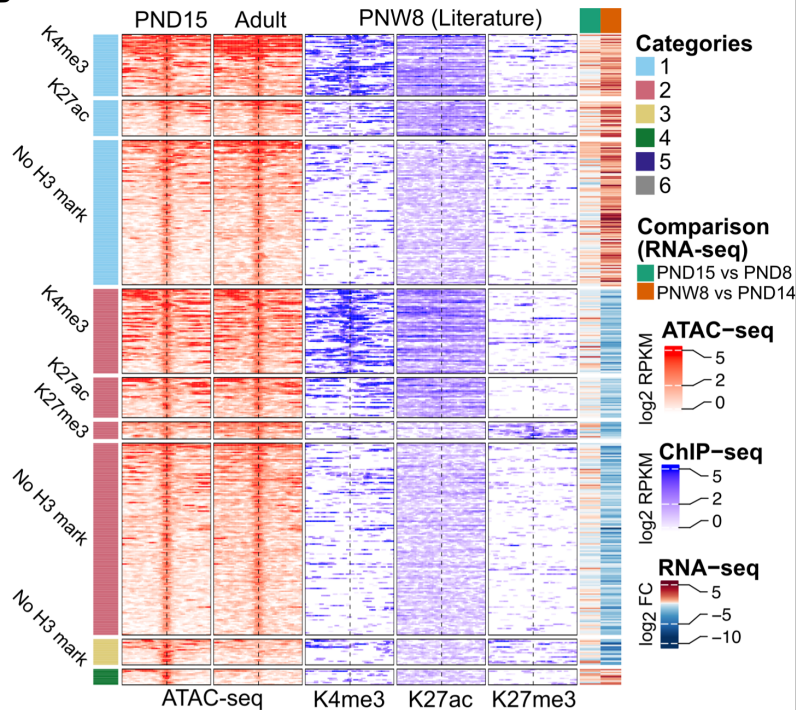 PND15 Adult PNW8 (Literature)
K4me3
K27ac
No H3 mark
K4me3
K27ac
K27me3
No H3 mark
No H3 mark
ATAC-seq K4me3 K27ac K27me3
Categories
1
2
3
4
5
6
Comparison
(RNA-seq)
PND15 vs PND8
PNW8 vs PND14
ATAC−seq
log2 RPKM
5
2
0
ChIP−seq
log2 RPKM
5
2
0
RNA−seq
log2 FC
5
−5
−10